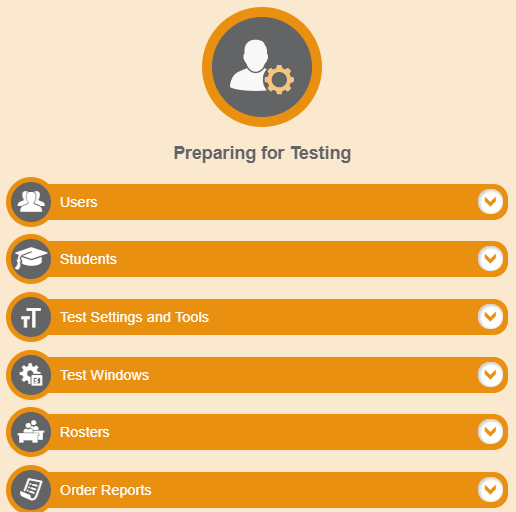 Preparing for Testing
Users
Students
Test Settings and Tools
Test Windows
Rosters
Order Reports